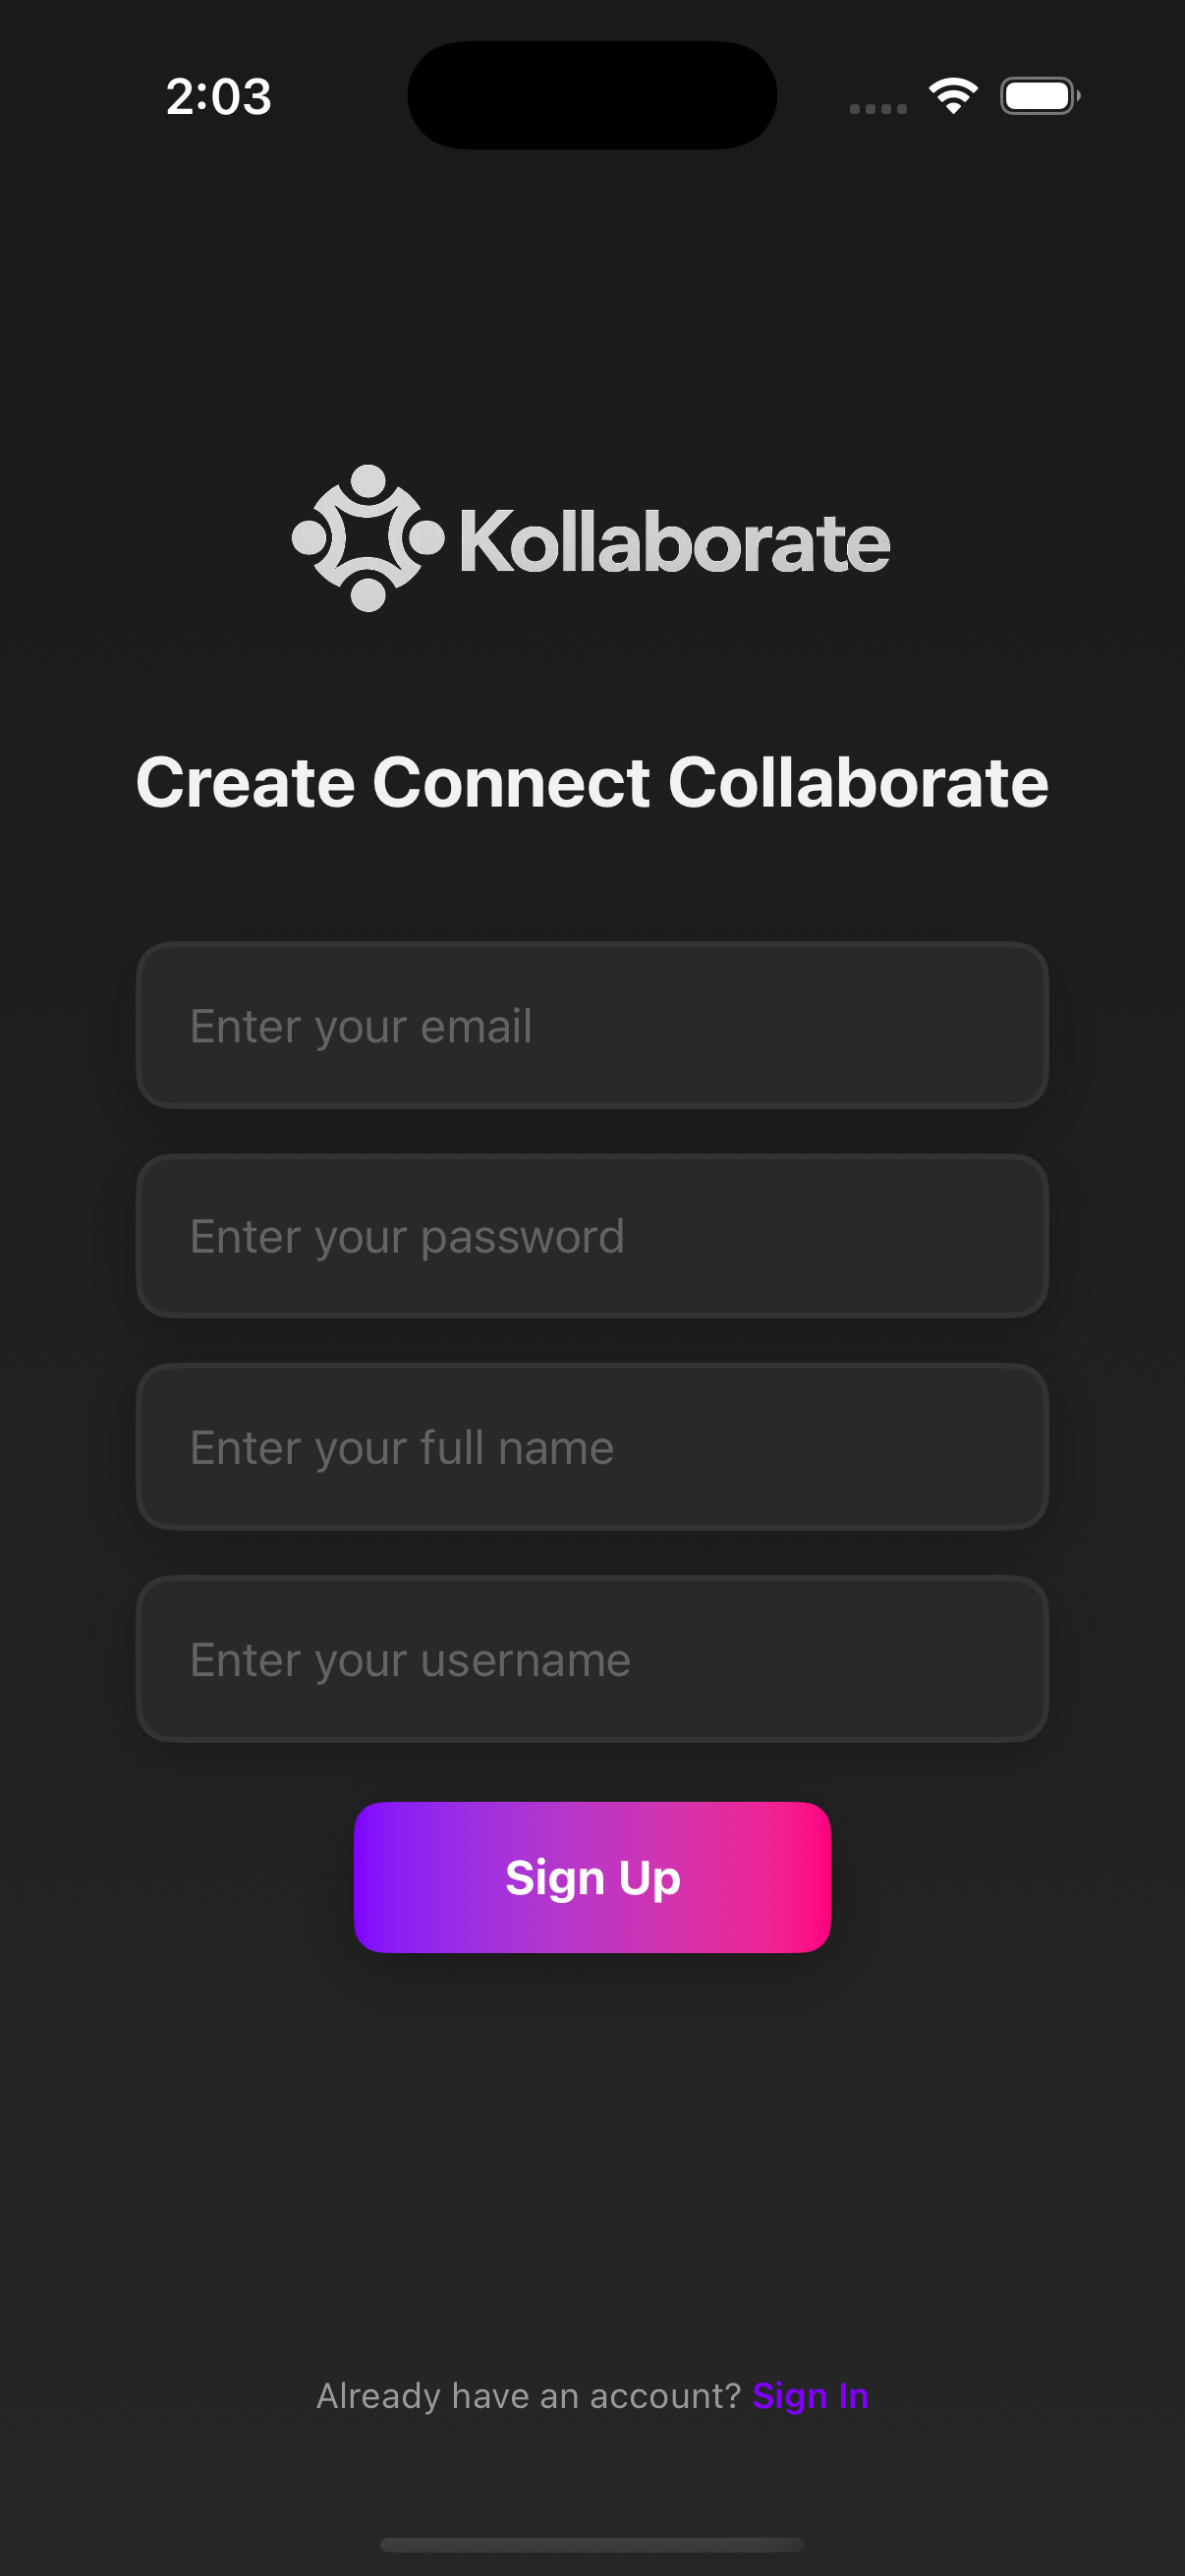 2:03
Kollaborate
Create Connect Collaborate
Enter your email
Enter your password
Enter your full name
Enter your username
Sign Up
Already have an account? Sign In